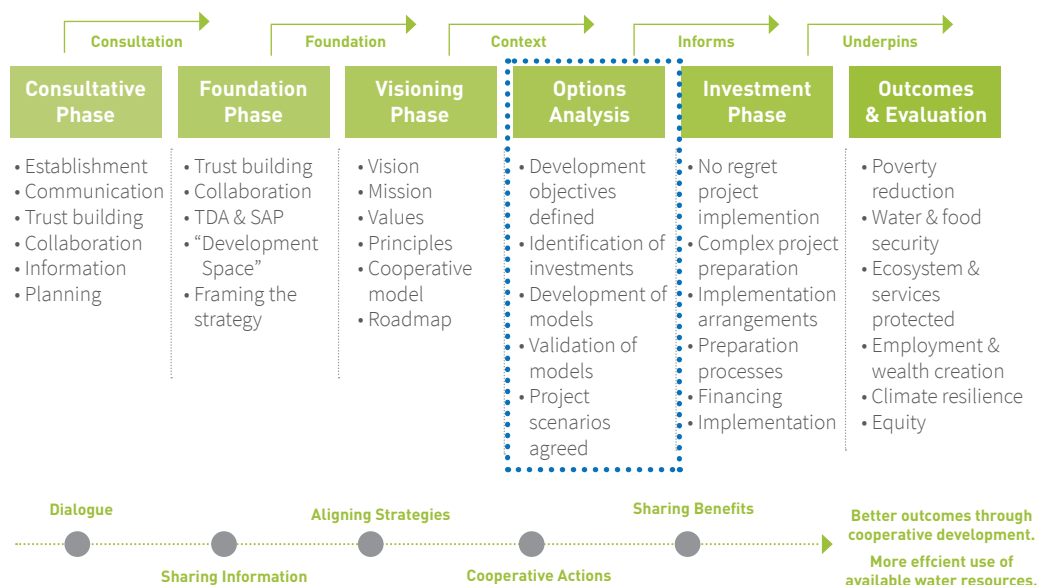 Consultation
Foundation
Context
Informs
Underpins
Consultative
Phase
Foundation
Phase
Visioning
Phase
Options
Analysis
Investment
Phase
Outcomes
& Evaluation
• Establishment
• Communication
• Trust building
• Collaboration
• Information
• Planning
• Trust building
• Collaboration
• TDA & SAP
• “Development
Space”
• Framing the
strategy
• Vision
• Mission
• Values
• Principles
• Cooperative
model
• Roadmap
• Development
objectives
defined
• Identification of
investments
• Development of
models
• Validation of
models
• Project
scenarios
agreed
• No regret
project
implemention
• Complex project
preparation
• Implementation
arrangements
• Preparation
processes
• Financing
• Implementation
• Poverty
reduction
• Water & food
security
• Ecosystem &
services
protected
• Employment &
wealth creation
• Climate resilience
• Equity
Dialogue
Sharing Information
Aligning Strategies
Cooperative Actions
Sharing Benefits
Better outcomes through
cooperative development.
More effcient use of
available water resources.